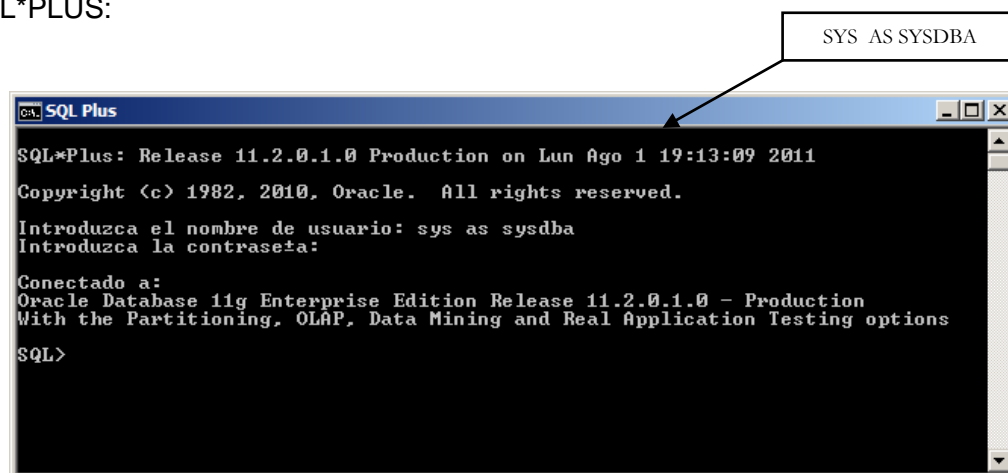 L*PLUS:
SYS AS SYSDBA
SQL Plus
SQL*Plus: Release 11.2.0.1.0 Production on Lun Ago 1 19:13:09 2011
Copyright (c) 1982, 2010, Oracle. All rights reserved.
Introduzca el nombre de usuario: sys as sysdba
Introduzca la contrase±a:
Conectado a:
Oracle Database 11g Enterprise Edition Release 11.2.0.1.0 - Production
With the Partitioning, OLAP, Data Mining and Real Application Testing options
SQL>